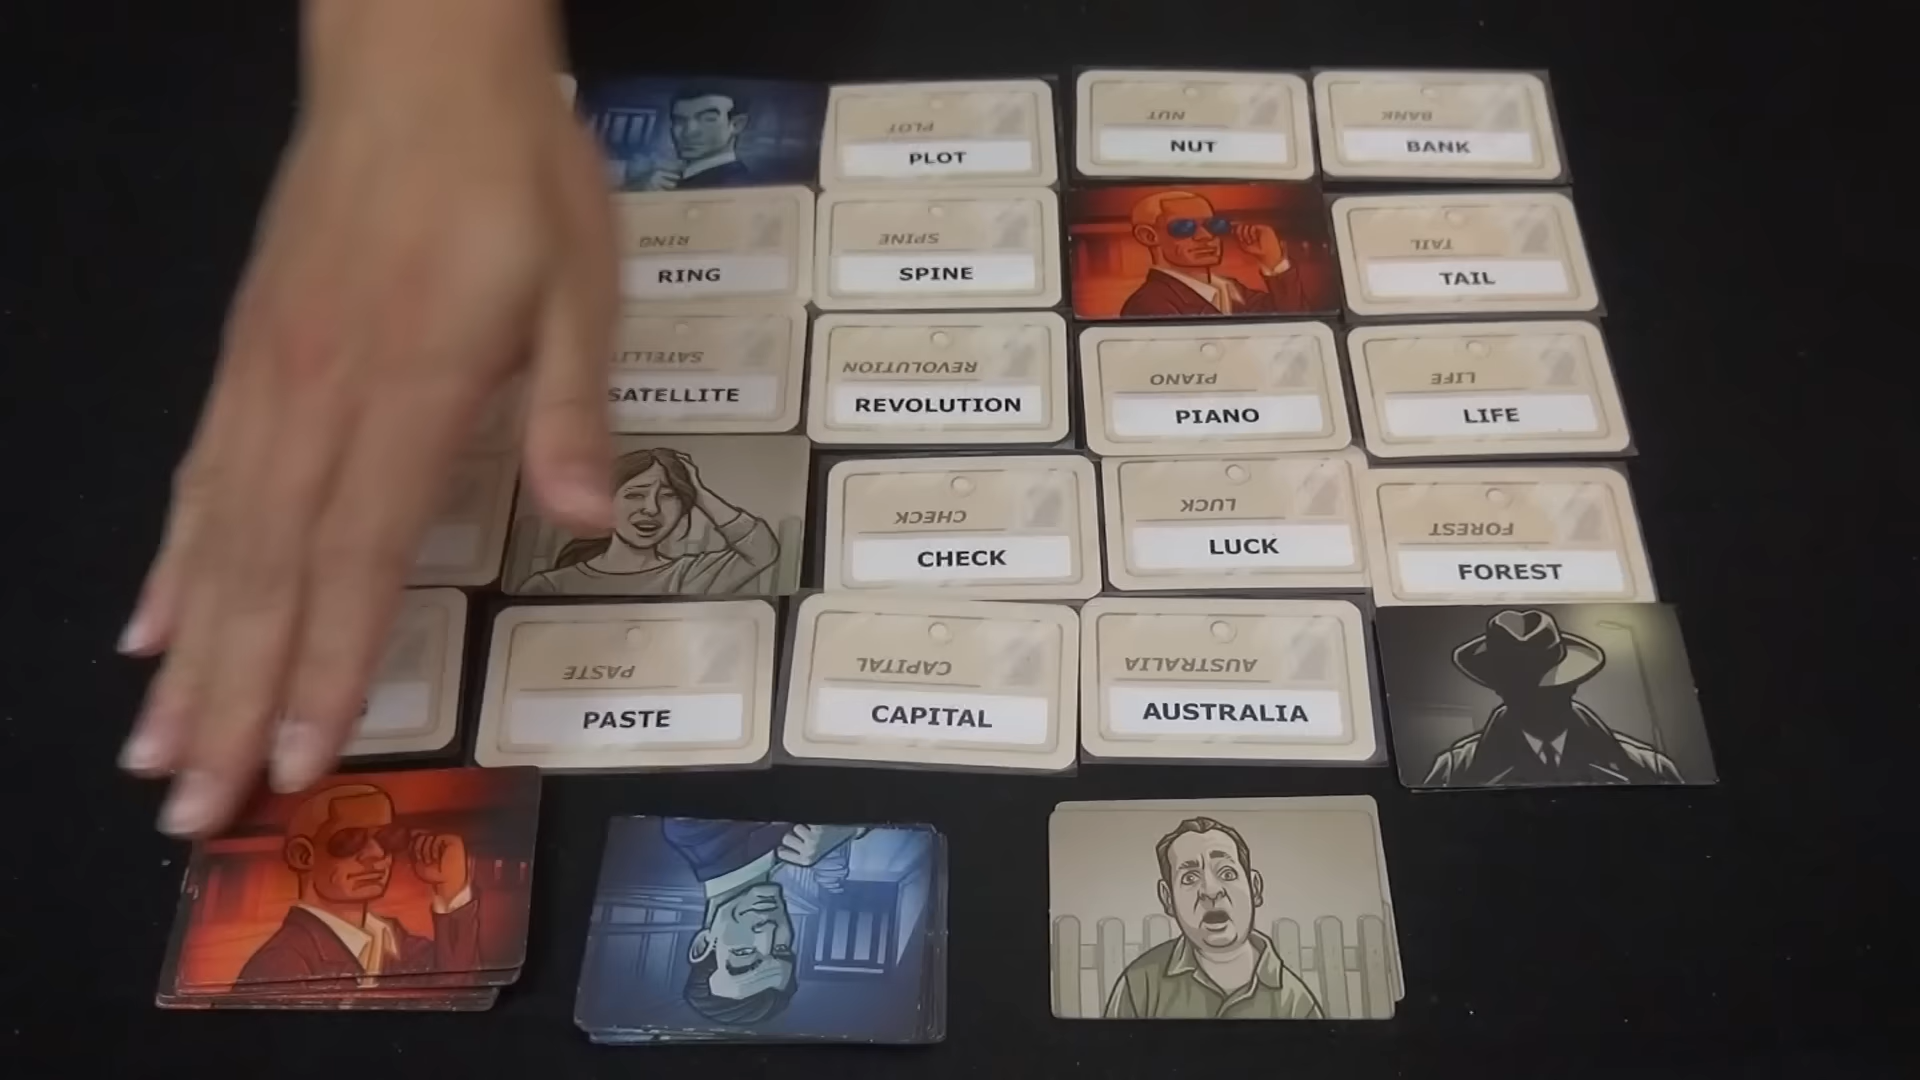 PLOT
PLOT
NUT
NUT
BANK
BANK
RING
RING
SPINE
SPINE
TAIL
TAIL
SATELLITE
SATELLITE
REVOLUTION
REVOLUTION
PIANO
PIANO
LIFE
LIFE
CHECK
CHECK
LUCK
LUCK
FOREST
FOREST
PASTE
PASTE
CAPITAL
CAPITAL
AUSTRALIA
AUSTRALIA